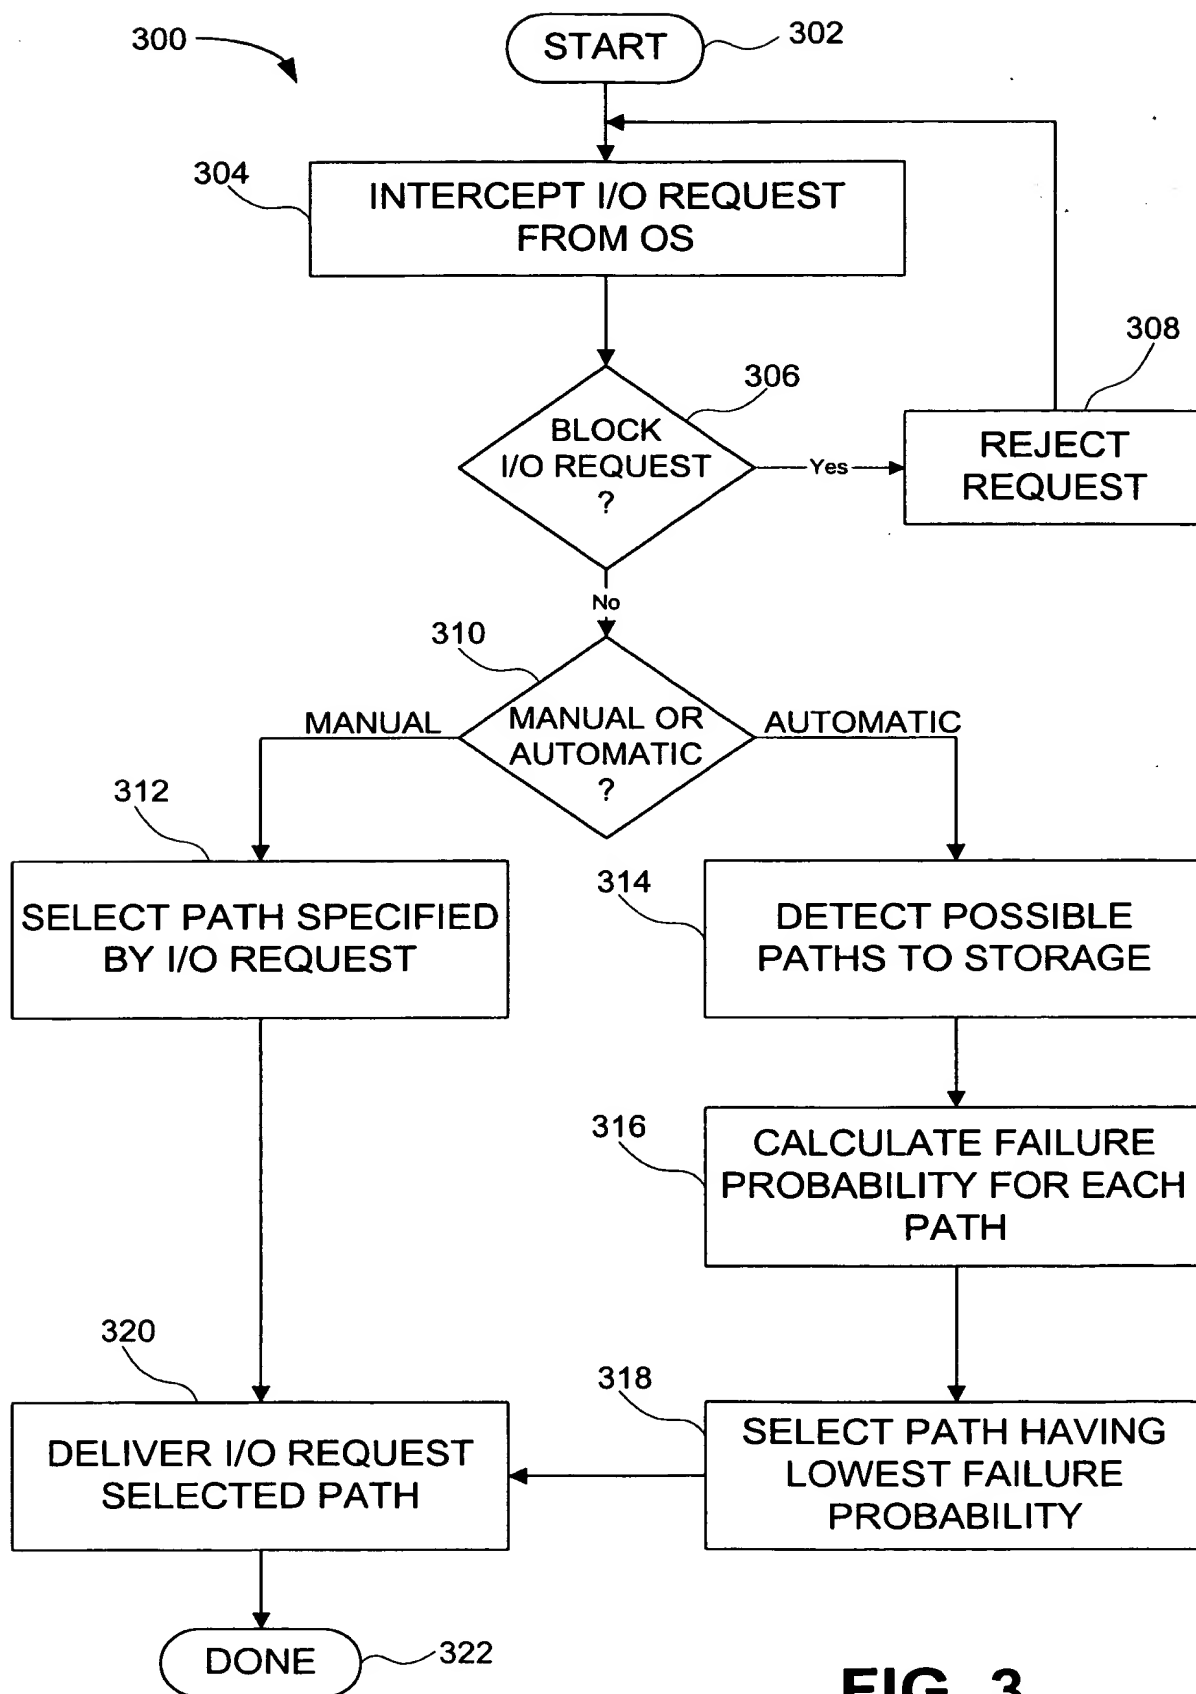 300
START
302
304
INTERCEPT I/O REQUEST
FROM OS
308
306
BLOCK
I/O REQUEST
?
Yes
REJECT
REQUEST
No
310
MANUAL
MANUAL OR
AUTOMATIC
?
AUTOMATIC
312
SELECT PATH SPECIFIED
BY I/O REQUEST
314
DETECT POSSIBLE
PATHS TO STORAGE
316
CALCULATE FAILURE
PROBABILITY FOR EACH
PATH
320
DELIVER I/O REQUEST
SELECTED PATH
318
SELECT PATH HAVING
LOWEST FAILURE
PROBABILITY
DONE
322
FIG. 3